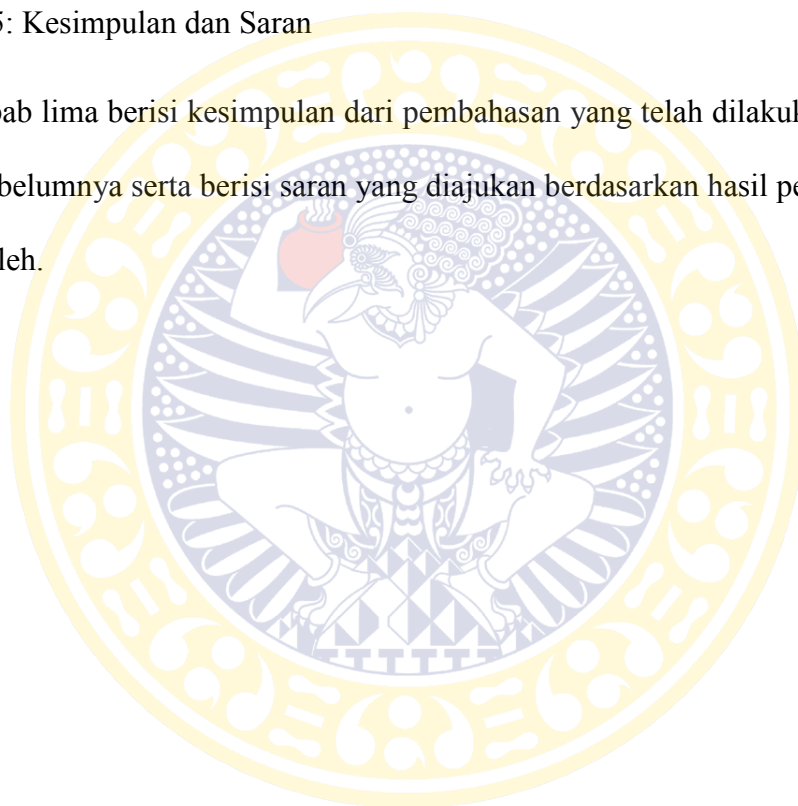 5: Kesimpulan dan Saran
bab lima berisi kesimpulan dari pembahasan yang telah dilakuk
belumnya serta berisi saran yang diajukan berdasarkan hasil pe
leh.